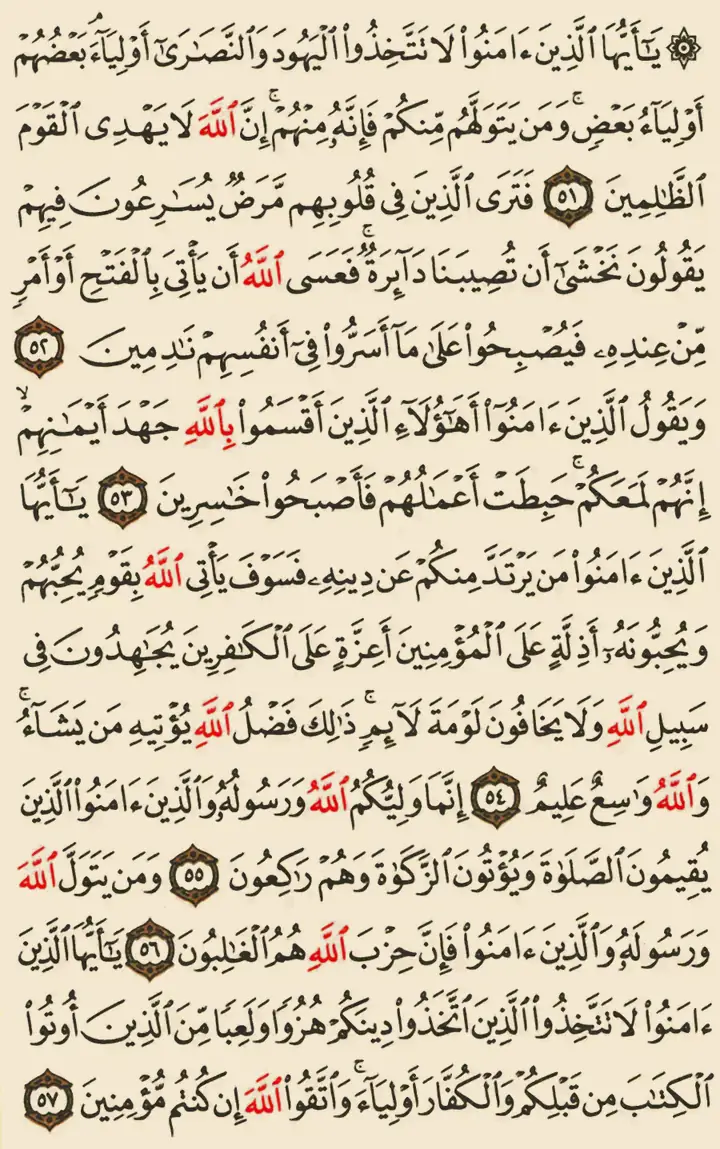 ۞ يَٰٓأَيُّهَا ٱلَّذِينَ ءَامَنُوا۟ لَا تَتَّخِذُوا۟ ٱلْيَهُودَ وَٱلنَّصَٰرَىٰٓ أَوْلِيَآءَۘ بَعْضُهُمْ
أَوْلِيَآءُ بَعْضٍۚ وَمَن يَتَوَلَّهُم مِّنكُمْ فَإِنَّهُۥ مِنْهُمْۗ إِنَّ ٱللَّهَ لَا يَهْدِى ٱلْقَوْمَ
ٱلظَّٰلِمِينَ ٥١ فَتَرَى ٱلَّذِينَ فِى قُلُوبِهِم مَّرَضٌ يُسَٰرِعُونَ فِيهِمْ
يَقُولُونَ نَخْشَىٰٓ أَن تُصِيبَنَا دَآئِرَةٌۚ فَعَسَى ٱللَّهُ أَن يَأْتِىَ بِٱلْفَتْحِ أَوْ أَمْرٍ
مِّنْ عِندِهِۦ فَيُصْبِحُوا۟ عَلَىٰ مَآ أَسَرُّوا۟ فِىٓ أَنفُسِهِمْ نَٰدِمِينَ ٥٢
وَيَقُولُ ٱلَّذِينَ ءَامَنُوٓا۟ أَهَٰٓؤُلَآءِ ٱلَّذِينَ أَقْسَمُوا۟ بِٱللَّهِ جَهْدَ أَيْمَٰنِهِمْۙ
إِنَّهُمْ لَمَعَكُمْۚ حَبِطَتْ أَعْمَٰلُهُمْ فَأَصْبَحُوا۟ خَٰسِرِينَ ٥٣ يَٰٓأَيُّهَا
ٱلَّذِينَ ءَامَنُوا۟ مَن يَرْتَدَّ مِنكُمْ عَن دِينِهِۦ فَسَوْفَ يَأْتِى ٱللَّهُ بِقَوْمٍ يُحِبُّهُمْ
وَيُحِبُّونَهُۥٓ أَذِلَّةٍ عَلَى ٱلْمُؤْمِنِينَ أَعِزَّةٍ عَلَى ٱلْكَٰفِرِينَ يُجَٰهِدُونَ فِى
سَبِيلِ ٱللَّهِ وَلَا يَخَافُونَ لَوْمَةَ لَآئِمٍۚ ذَٰلِكَ فَضْلُ ٱللَّهِ يُؤْتِيهِ مَن يَشَآءُۚ
وَٱللَّهُ وَٰسِعٌ عَلِيمٌ ٥٤ إِنَّمَا وَلِيُّكُمُ ٱللَّهُ وَرَسُولُهُۥ وَٱلَّذِينَ ءَامَنُوا۟ ٱلَّذِينَ
يُقِيمُونَ ٱلصَّلَوٰةَ وَيُؤْتُونَ ٱلزَّكَوٰةَ وَهُمْ رَٰكِعُونَ ٥٥ وَمَن يَتَوَلَّ ٱللَّهَ
وَرَسُولَهُۥ وَٱلَّذِينَ ءَامَنُوا۟ فَإِنَّ حِزْبَ ٱللَّهِ هُمُ ٱلْغَٰلِبُونَ ٥٦ يَٰٓأَيُّهَا ٱلَّذِينَ
ءَامَنُوا۟ لَا تَتَّخِذُوا۟ ٱلَّذِينَ ٱتَّخَذُوا۟ دِينَكُمْ هُزُوًا وَلَعِبًا مِّنَ ٱلَّذِينَ أُوتُوا۟
ٱلْكِتَٰبَ مِن قَبْلِكُمْ وَٱلْكُفَّارَ أَوْلِيَآءَۚ وَٱتَّقُوا۟ ٱللَّهَ إِن كُنتُم مُّؤْمِنِينَ ٥٧